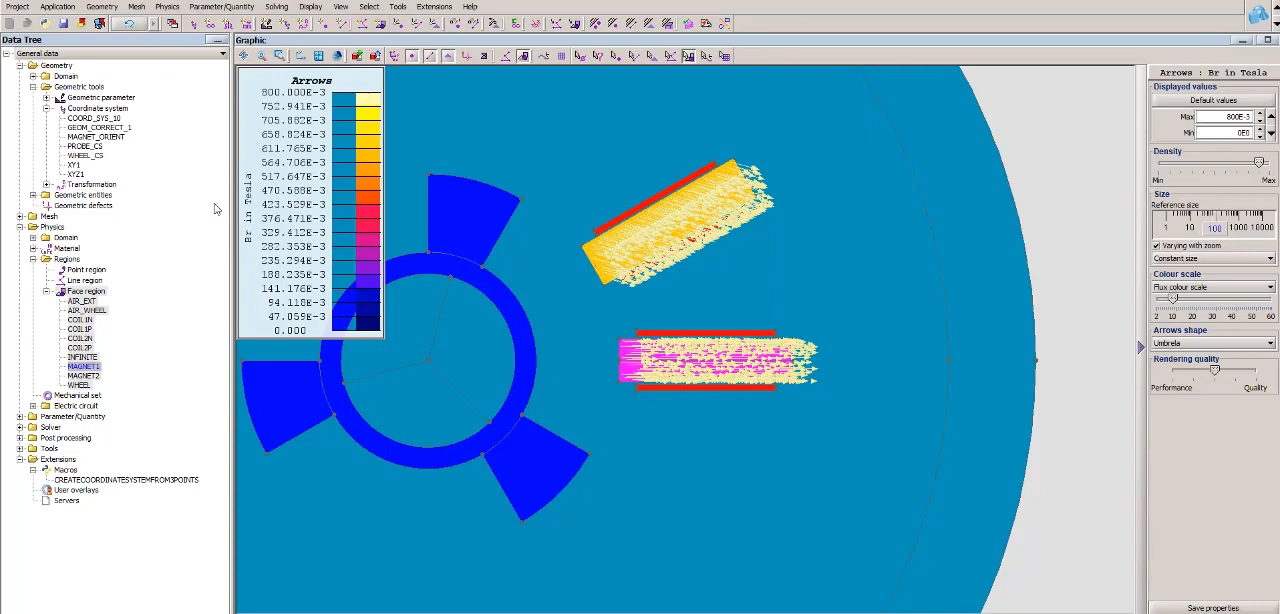 Project Application Geometry Mesh Physics Parameter/Quantity Solving Display View Select Tools Extensions Help
Data Tree
General data
Geometry
Domain
Geometric tools
Geometric parameter
Coordinate system
COORD_SYS_10
GEOM_CORRECT_1
MAGNET_ORIENT
PROBE_CS
WHEEL_CS
XY1
XYZ1
Transformation
Geometric entities
Geometric defects
Mesh
Physics
Domain
Material
Regions
Point region
Line region
Face region
AIR_EXT
AIR_WHEEL
COIL1N
COIL1P
COIL2N
COIL2P
INFINITE
MAGNET1
MAGNET2
WHEEL
Mechanical set
Electric circuit
Parameter/Quantity
Solver
Post processing
Tools
Extensions
Macros
CREATECOORDINATESYSTEMFROM3POINTS
User overlays
Servers
Graphic
Arrows
Br in Tesla
800.000E-3
752.941E-3
705.882E-3
658.824E-3
611.765E-3
564.706E-3
517.647E-3
470.588E-3
423.529E-3
376.471E-3
329.412E-3
282.353E-3
235.294E-3
188.235E-3
141.176E-3
94.118E-3
47.059E-3
0.000
Arrows : Br in Tesla
Displayed values
Default values
Max 800E-3
Min 0E0
Density
Min Max
Size
Reference size
1 10 100 1000 10000
Varying with zoom
Constant size
Colour scale
Flux colour scale
2 10 20 30 40 50 60
Arrows shape
Umbrela
Rendering quality
Performance Quality
Save properties